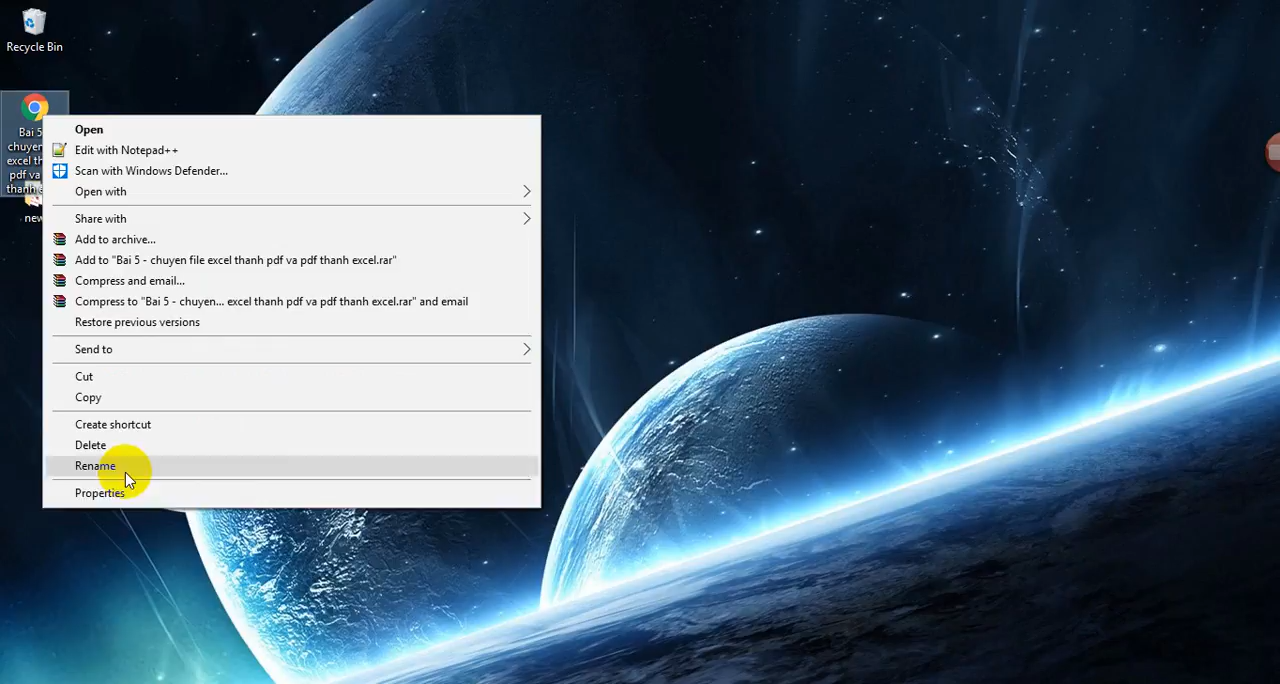 Recycle Bin
Bai 5
chuyen
excel th
pdf va
thanh
new
Open
Edit with Notepad++
Scan with Windows Defender...
Open with
Share with
Add to archive...
Add to "Bai 5 - chuyen file excel thanh pdf va pdf thanh excel.rar"
Compress and email...
Compress to "Bai 5 - chuyen... excel thanh pdf va pdf thanh excel.rar" and email
Restore previous versions
Send to
Cut
Copy
Create shortcut
Delete
Rename
Properties